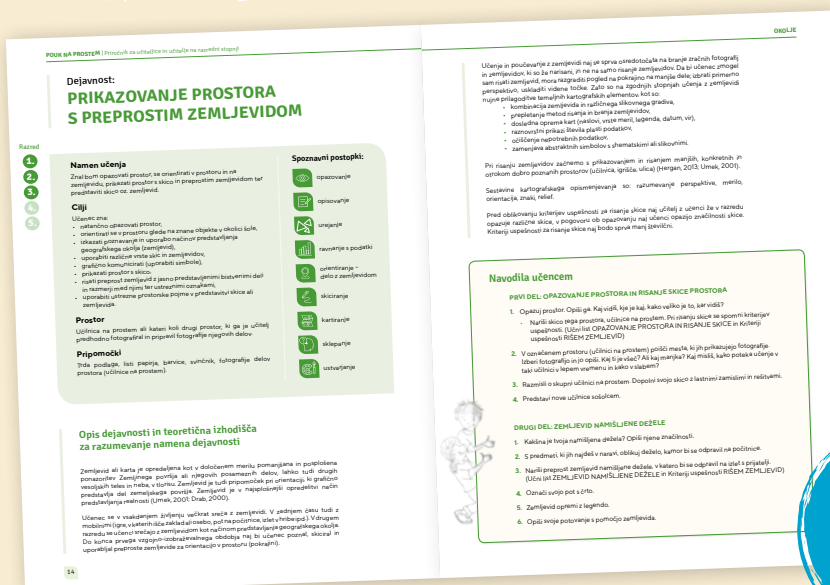 POUK NA PROSTEM | Priročnik za učiteljice in učitelje na razredni stopnji
Dejavnost:
PRIKAZOVANJE PROSTORA
S PREPROSTIM ZEMLJEVIDOM
Razred
1.
2.
3.
4.
5.
Namen učenja
Znal bom opazovati prostor, se orientirati v prostoru in na
zemljevidu, prikazati prostor s skico in preprostim zemljevidom ter
predstaviti skico oz. zemljevid.
Cilji
Učenec zna:
• natančno opazovati prostor,
• orientirati se v prostoru glede na znane objekte v okolici šole,
• izkazati poznavanje in uporabo načinov predstavljanja
geografskega okolja (zemljevid),
• uporabiti različne vrste skic in zemljevidov,
• grafično komunicirati (uporabiti simbole),
• prikazati prostor s skico,
• risati preprost zemljevid z jasno predstavljenimi bistvenimi deli
in razmerji med njimi ter ustreznimi oznakami,
• uporabiti ustrezne prostorske pojme v predstavitvi skice ali
zemljevida.
Prostor
Učilnica na prostem ali kateri koli drugi prostor, ki ga je učitelj
predhodno fotografiral in pripravil fotografije njegovih delov.
Pripomočki
Trda podlaga, listi papirja, barvice, svinčnik, fotografije delov
prostora (učilnice na prostem).
Spoznavni postopki:
opazovanje
opisovanje
urejanje
ravnanje s podatki
orientiranje –
delo z zemljevidom
skiciranje
kartiranje
sklepanje
ustvarjanje
Opis dejavnosti in teoretična izhodišča
za razumevanje namena dejavnosti
Zemljevid ali karta je opredeljena kot v določenem merilu pomanjšana in posplošena
ponazoritev Zemljinega površja ali njegovih posameznih delov, lahko tudi drugih
vesoljskih teles in neba, v tlorisu. Zemljevid je tudi pripomoček pri orientaciji, ki grafično
predstavlja del zemeljskega površja. Zemljevid je v najsplošnejši opredelitvi način
predstavljanja realnosti (Umek, 2001; Drab, 2000).
Učenec se v vsakdanjem življenju večkrat sreča z zemljevidi. V zadnjem času tudi z
mobilnimi (igre, v katerih išče zaklad ali osebo, pot na počitnice, izlet v hribe ipd.). V drugem
razredu se učenci srečajo z zemljevidom kot načinom predstavljanja geografskega okolja.
Do konca prvega vzgojno-izobraževalnega obdobja naj bi učenec poznal, skiciral in
uporabljal preproste zemljevide za orientacijo v prostoru (pokrajini).
14
OKOLJE
Učenje in poučevanje z zemljevidi naj se sprva osredotoča na branje zračnih fotografij
in zemljevidov, ki so že narisani, in ne na samo risanje zemljevidov. Da bi učenec zmogel
sam risati zemljevid, mora razgraditi pogled na pokrajino na manjše dele; izbrati primerno
perspektivo, uskladiti videne točke. Zato so na zgodnjih stopnjah učenja z zemljevidi
nujne prilagoditve temeljnih kartografskih elementov, kot so:
• kombinacija zemljevida in različnega slikovnega gradiva,
• prepletanje metod risanja in branja zemljevidov,
• dosledna oprema kart (naslovi, vrste meril, legenda, datum, vir),
• raznovrstni prikazi števila plasti podatkov,
• očiščenje nepotrebnih podatkov,
• zamenjava abstraktnih simbolov s shematskimi ali slikovnimi.
Pri risanju zemljevidov začnemo s prikazovanjem in risanjem manjših, konkretnih in
otrokom dobro poznanih prostorov (učilnica, igrišče, ulica) (Hergan, 2013; Umek, 2001).
Sestavine kartografskega opismenjevanja so: razumevanje perspektive, merilo,
orientacija, znaki, relief.
Pred oblikovanju kriterijev uspešnosti za risanje skice naj učitelj z učenci že v razredu
opazuje različne skice, v pogovoru ob opazovanju naj učenci opazijo značilnosti skice.
Kriteriji uspešnosti za risanje skice naj bodo sprva manj številčni.
Navodila učencem
PRVI DEL: OPAZOVANJE PROSTORA IN RISANJE SKICE PROSTORA
1. Opazuj prostor. Opiši ga. Kaj vidiš, kje je kaj, kako veliko je to, kar vidiš?
- Nariši skico tega prostora, učilnice na prostem. Pri risanju skice se spomni kriterijev
uspešnosti. (Učni list OPAZOVANJE PROSTORA IN RISANJE SKICE in Kriteriji
uspešnosti RIŠEM ZEMLJEVID)
2. V označenem prostoru (učilnici na prostem) poišči mesta, ki jih prikazujejo fotografije.
Izberi fotografijo in jo opiši. Kaj ti je všeč? Ali kaj manjka? Kaj misliš, kako poteka učenje v
taki učilnici v lepem vremenu in kako v slabem?
3. Razmisli o skupni učilnici na prostem. Dopolni svojo skico z lastnimi zamislimi in rešitvami.
4. Predstavi nove učilnice sošolcem.
DRUGI DEL: ZEMLJEVID NAMIŠLJENE DEŽELE
1. Kakšna je tvoja namišljena dežela? Opiši njene značilnosti.
2. S predmeti, ki jih najdeš v naravi, oblikuj deželo, kamor bi se odpravil na počitnice.
3. Nariši preprost zemljevid namišljene dežele, v katero bi se odpravil na izlet s prijatelji.
(Učni list ZEMLJEVID NAMIŠLJENE DEŽELE in Kriteriji uspešnosti RIŠEM ZEMLJEVID)
4. Označi svojo pot s črto.
5. Zemljevid opremi z legendo.
6. Opiši svoje potovanje s pomočjo zemljevida.